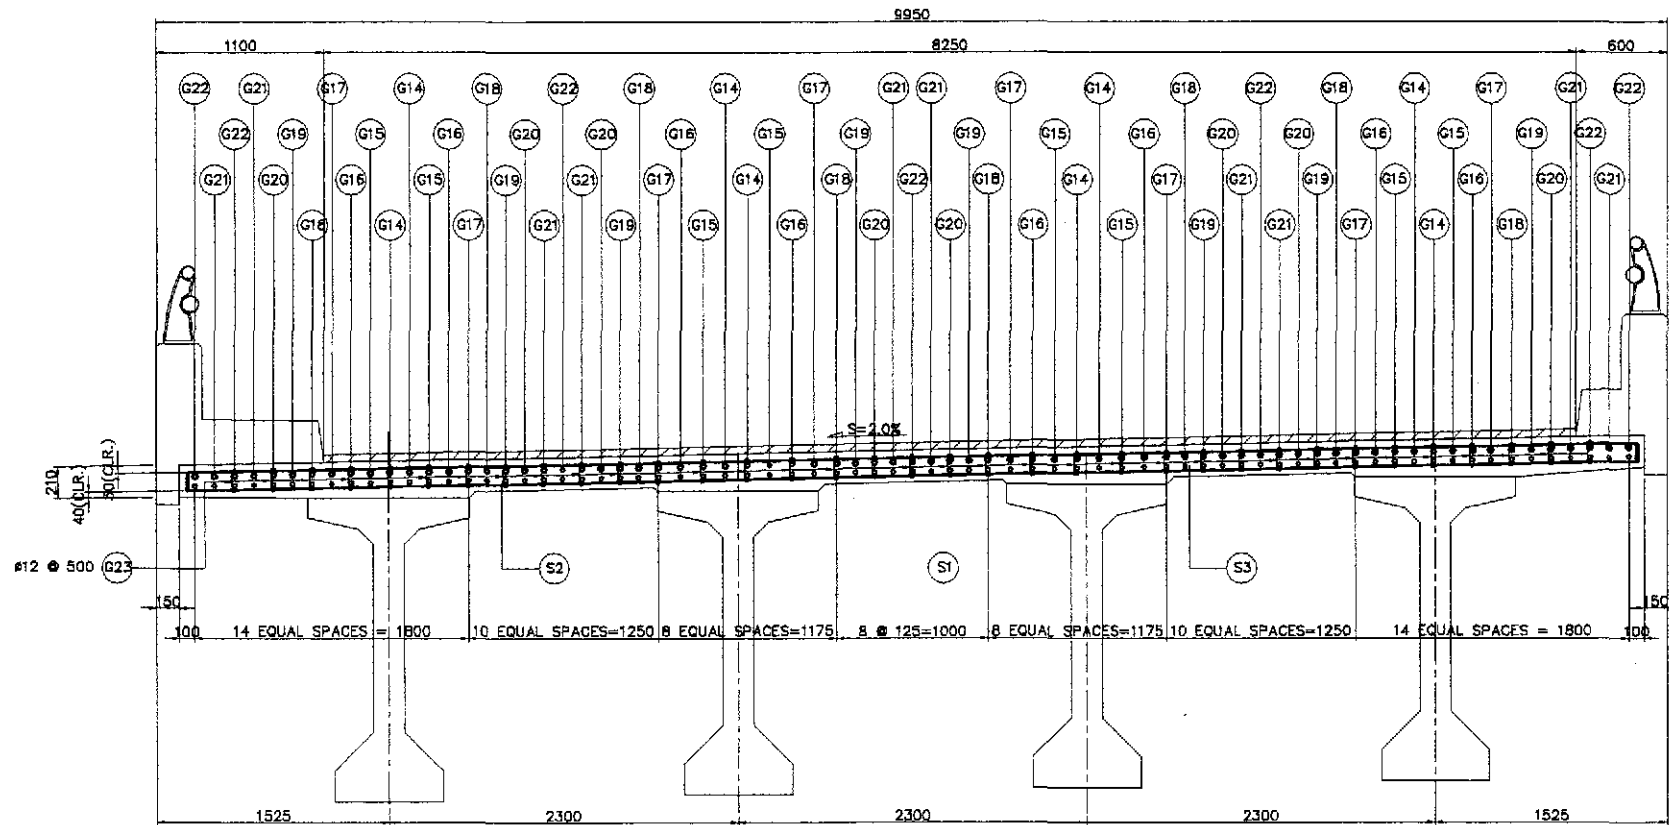 9950
1100 8250 600
G22 G21 G17 G14 G18 G22 G18 G14 G17 G21 G21 G17 G14 G18 G22 G18 G14 G17 G21 G22
G22 G19 G15 G16 G20 G20 G16 G15 G19 G19 G15 G16 G20 G20 G16 G15 G19 G22
G21 G20 G16 G15 G19 G21 G17 G14 G18 G22 G18 G14 G17 G21 G19 G15 G16 G20 G21
G18 G14 G17 G21 G19 G15 G16 G20 G20 G16 G15 G19 G21 G17 G14 G18
S=2.0%
210
40(CLR.)
50(CLR.)
ø12 @ 500 G23 S2 S1 S3
150 150
100 14 EQUAL SPACES = 1800 10 EQUAL SPACES=1250 8 EQUAL SPACES=1175 8 @ 125=1000 8 EQUAL SPACES=1175 10 EQUAL SPACES=1250 14 EQUAL SPACES = 1800 100
1525 2300 2300 2300 1525